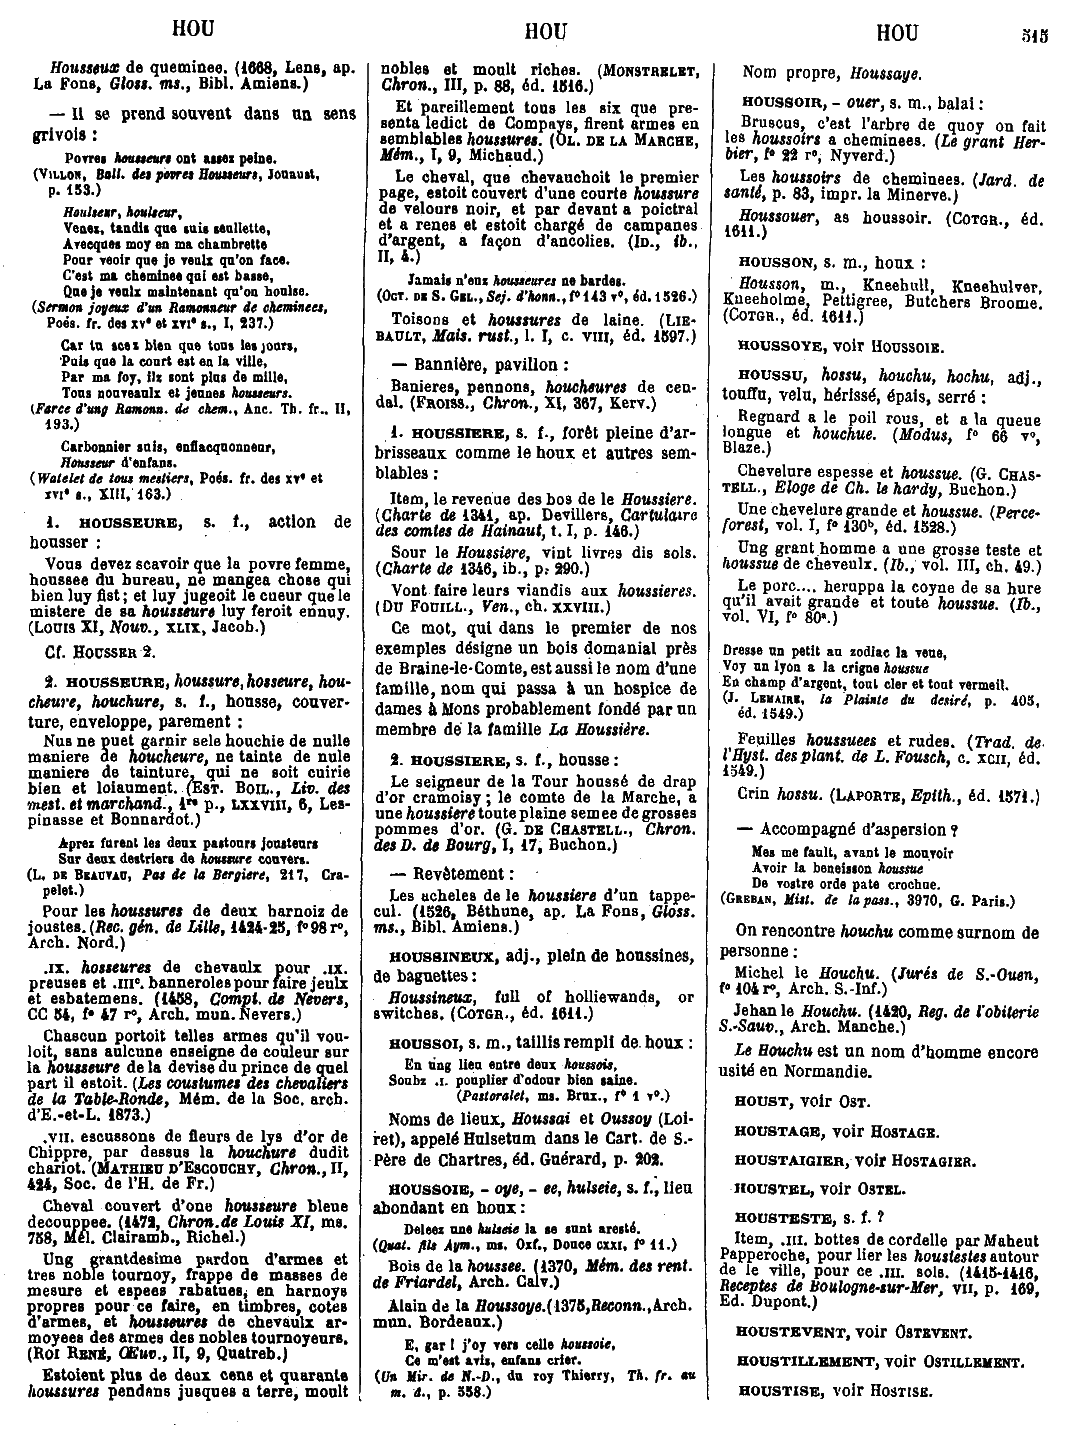 HOU
HOU
HOU
515
Housseux de queminee. (1668, Lens, ap.
La Fons, Gloss. ms., Bibl. Amiens.)
— Il se prend souvent dans un sens
grivois :
Povres housseurs ont assez peine.
(VILLON, Ball. des povres Housseurs, Jouaust,
p. 153.)
Houlseur, houlseur,
Venez, tandis que suis seullette,
Avecques moy en ma chambrette
Pour veoir que je veulx qu'on face.
C'est ma cheminee qui est basse,
Que je veulx maintenant qu'on houlse.
(Sermon joyeux d'un Ramonneur de cheminees,
Poés. fr. des xvᵉ et xviᵉ s., I, 237.)
Car tu sces bien que tous les jours,
Puis que la court est en la ville,
Par ma foy, ilz sont plus de mille,
Tous nouveaulx et jeunes housseurs.
(Farce d'ung Ramonn. de chem., Anc. Th. fr., II,
193.)
Carbonnier suis, enflacquonneur,
Housseur d'enfans.
(Watelet de tous mestiers, Poés. fr. des xvᵉ et
xviᵉ s., XIII, 163.)
1. HOUSSEURE, s. f., action de
housser :
Vous devez scavoir que la povre femme,
houssee du bureau, ne mangea chose qui
bien luy fist; et luy jugeoit le cueur que le
mistere de sa housseure luy feroit ennuy.
(LOUIS XI, Nouv., XLIX, Jacob.)
Cf. HOUSSER 2.
2. HOUSSEURE, houssure, hosseure, hou-
cheure, houchure, s. f., housse, couver-
ture, enveloppe, parement :
Nus ne puet garnir sele houchie de nulle
maniere de houcheure, ne tainte de nule
maniere de tainture, qui ne soit cuirie
bien et loiaument. (EST. BOIL., Liv. des
mest. et marchand., 1ʳᵉ p., LXXVIII, 6, Les-
pinasse et Bonnardot.)
Aprez furent les deux pastours jousteurs
Sur deux destriers de houssure couvers.
(L. DE BEAUVAU, Pas de la Bergiere, 217, Cra-
pelet.)
Pour les houssures de deux barnoiz de
joustes. (Rec. gén. de Lille, 1424-25, fº 98 rº,
Arch. Nord.)
.IX. hosseures de chevaulx pour .IX.
preuses et .IIIᶜ. banneroles pour faire jeulx
et esbatemens. (1458, Compt. de Nevers,
CC 54, fº 47 rº, Arch. mun. Nevers.)
Chascun portoit telles armes qu'il vou-
loit, sans aulcune enseigne de couleur sur
la housseure de la devise du prince de quel
part il estoit. (Les coustumes des chevaliers
de la Table-Ronde, Mém. de la Soc. arch.
d'E.-et-L. 1873.)
.VII. escussons de fleurs de lys d'or de
Chippre, par dessus la houchure dudit
chariot. (MATHIEU D'ESCOUCHY, Chron., II,
424, Soc. de l'H. de Fr.)
Cheval couvert d'une housseure bleue
decouppee. (1472, Chron. de Louis XI, ms.
758, Mél. Clairamb., Richel.)
Ung grantdesime pardon d'armes et
tres noble tournoy, frappe de masses de
mesure et espees rabatues, en harnoys
propres pour ce faire, en timbres, cotes
d'armes, et housseures de chevaulx ar-
moyees des armes des nobles tournoyeurs.
(ROI RENÉ, Œuv., II, 9, Quatreb.)
Estoient plus de deux cens et quarante
houssures pendans jusques a terre, moult
nobles et moult riches. (MONSTRELET,
Chron., III, p. 88, éd. 1516.)
Et pareillement tous les six que pre-
senta ledict de Compays, firent armes en
semblables houssures. (OL. DE LA MARCHE,
Mém., I, 9, Michaud.)
Le cheval, que chevauchoit le premier
page, estoit couvert d'une courte houssure
de velours noir, et par devant a poictral
et a renes et estoit chargé de campanes
d'argent, a façon d'ancolies. (ID., ib.,
II, 4.)
Jamais n'enz housseures ne bardes.
(OCT. DE S. GEL., Sej. d'honn., fº 143 vº, éd. 1526.)
Toisons et houssures de laine. (LIE-
BAULT, Mais. rust., l. I, c. VIII, éd. 1597.)
— Bannière, pavillon :
Banieres, pennons, houcheures de cen-
dal. (FROISS., Chron., XI, 367, Kerv.)
1. HOUSSIERE, s. f., forêt pleine d'ar-
brisseaux comme le houx et autres sem-
blables :
Item, le revenue des bos de le Houssiere.
(Charte de 1341, ap. Devillers, Cartulaire
des comtes de Hainaut, t. I, p. 146.)
Sour le Houssiere, vint livres dis sols.
(Charte de 1346, ib., p. 290.)
Vont faire leurs viandis aux houssieres.
(DU FOUILL., Ven., ch. XXVIII.)
Ce mot, qui dans le premier de nos
exemples désigne un bois domanial près
de Braine-le-Comte, est aussi le nom d'une
famille, nom qui passa à un hospice de
dames à Mons probablement fondé par un
membre de la famille La Houssière.
2. HOUSSIERE, s. f., housse :
Le seigneur de la Tour houssé de drap
d'or cramoisy; le comte de la Marche, a
une houssiere toute plaine semee de grosses
pommes d'or. (G. DE CHASTELL., Chron.
des D. de Bourg, I, 17, Buchon.)
— Revêtement :
Les acheles de le houssiere d'un tappe-
cul. (1526, Béthune, ap. La Fons, Gloss.
ms., Bibl. Amiens.)
HOUSSINEUX, adj., plein de houssines,
de baguettes :
Houssineux, full of holliewands, or
switches. (COTGR., éd. 1611.)
HOUSSOI, s. m., taillis rempli de houx :
En ung lieu entre deux houssois,
Soubz .I. pouplier d'odour bien saine.
(Pastoralet, ms. Brux., fº 1 vº.)
Noms de lieux, Houssai et Oussoy (Loi-
ret), appelé Hulsetum dans le Cart. de S.-
Père de Chartres, éd. Guérard, p. 202.
HOUSSOIE, - oye, - ee, hulseie, s. f., lieu
abondant en houx :
Delees une hulseie la se sunt aresté.
(Quat. fils Aym., ms. Oxf., Douce CXXI, fº 11.)
Bois de la houssee. (1370, Mém. des rent.
de Friardel, Arch. Calv.)
Alain de la Houssoye. (1375, Reconn., Arch.
mun. Bordeaux.)
E, gar ! j'oy vers celle houssoie,
Ce m'est avis, enfans crier.
(Un Mir. de N.-D., du roy Thierry, Th. fr. au
m. â., p. 558.)
Nom propre, Houssaye.
HOUSSOIR, - ouer, s. m., balai :
Bruscus, c'est l'arbre de quoy on fait
les houssoirs a cheminees. (Le grant Her-
bier, fº 22 rº, Nyverd.)
Les houssoirs de cheminees. (Jard. de
santé, p. 83, impr. la Minerve.)
Houssouer, as houssoir. (COTGR., éd.
1611.)
HOUSSON, s. m., houx :
Housson, m., Kneehull, Kneehulver,
Kneeholme, Pettigree, Butchers Broome.
(COTGR., éd. 1611.)
HOUSSOYE, voir HOUSSOIE.
HOUSSU, hossu, houchu, hochu, adj.,
touffu, velu, hérissé, épais, serré :
Regnard a le poil rous, et a la queue
longue et houchue. (Modus, fº 66 vº,
Blaze.)
Chevelure espesse et houssue. (G. CHAS-
TELL., Eloge de Ch. le hardy, Buchon.)
Une chevelure grande et houssue. (Perce-
forest, vol. I, fº 130ᵇ, éd. 1528.)
Ung grant homme a une grosse teste et
houssue de cheveulx. (Ib., vol. III, ch. 49.)
Le porc.... heruppa la coyne de sa hure
qu'il avait grande et toute houssue. (Ib.,
vol. VI, fº 80ᵃ.)
Dresse un petit au zodiac la veue,
Voy un lyon a la crigne houssue
En champ d'argent, tout cler et tout vermeil.
(J. LEMAIRE, la Plainte du desiré, p. 405,
éd. 1549.)
Feuilles houssuees et rudes. (Trad. de
l'Hyst. des plant. de L. Fousch, c. XCII, éd.
1549.)
Crin hossu. (LAPORTE, Epith., éd. 1571.)
— Accompagné d'aspersion ?
Mes me fault, avant le mouvoir
Avoir la beneisson houssue
De vostre orde pate crochue.
(GREBAN, Mist. de la pass., 3970, G. Paris.)
On rencontre houchu comme surnom de
personne :
Michel le Houchu. (Jurés de S.-Ouen,
fº 104 rº, Arch. S.-Inf.)
Jehan le Houchu. (1420, Reg. de l'obiterie
S.-Sauv., Arch. Manche.)
Le Houchu est un nom d'homme encore
usité en Normandie.
HOUST, voir OST.
HOUSTAGE, voir HOSTAGE.
HOUSTAIGIER, voir HOSTAGIER.
HOUSTEL, voir OSTEL.
HOUSTESTE, s. f. ?
Item, .III. bottes de cordelle par Maheut
Papperoche, pour lier les houstestes autour
de le ville, pour ce .III. sols. (1415-1416,
Receptes de Boulogne-sur-Mer, VII, p. 169,
Ed. Dupont.)
HOUSTEVENT, voir OSTEVENT.
HOUSTILLEMENT, voir OSTILLEMENT.
HOUSTISE, voir HOSTISE.